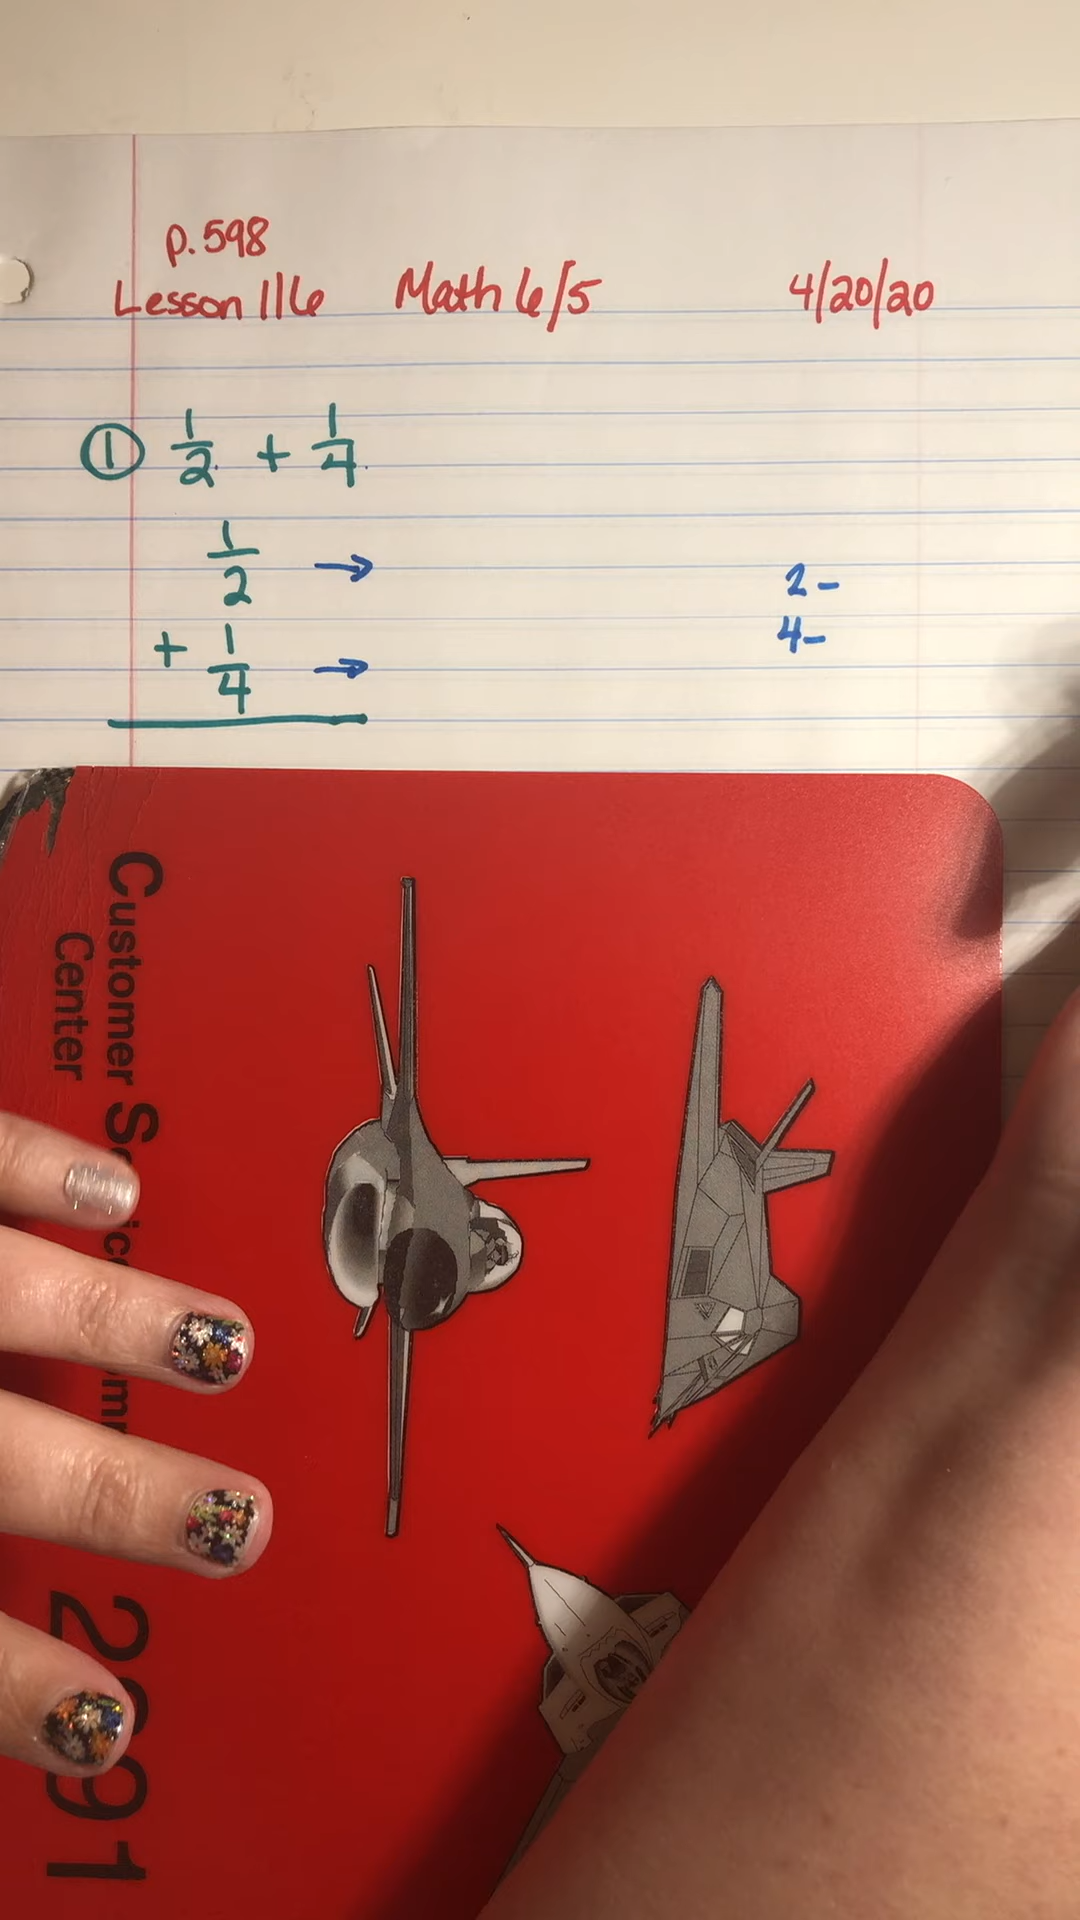 p. 598
Lesson 116 Math 6/5 4/20/20
① 1/2 + 1/4
1/2 → 2 -
+ 1/4 → 4 -
Customer
Center